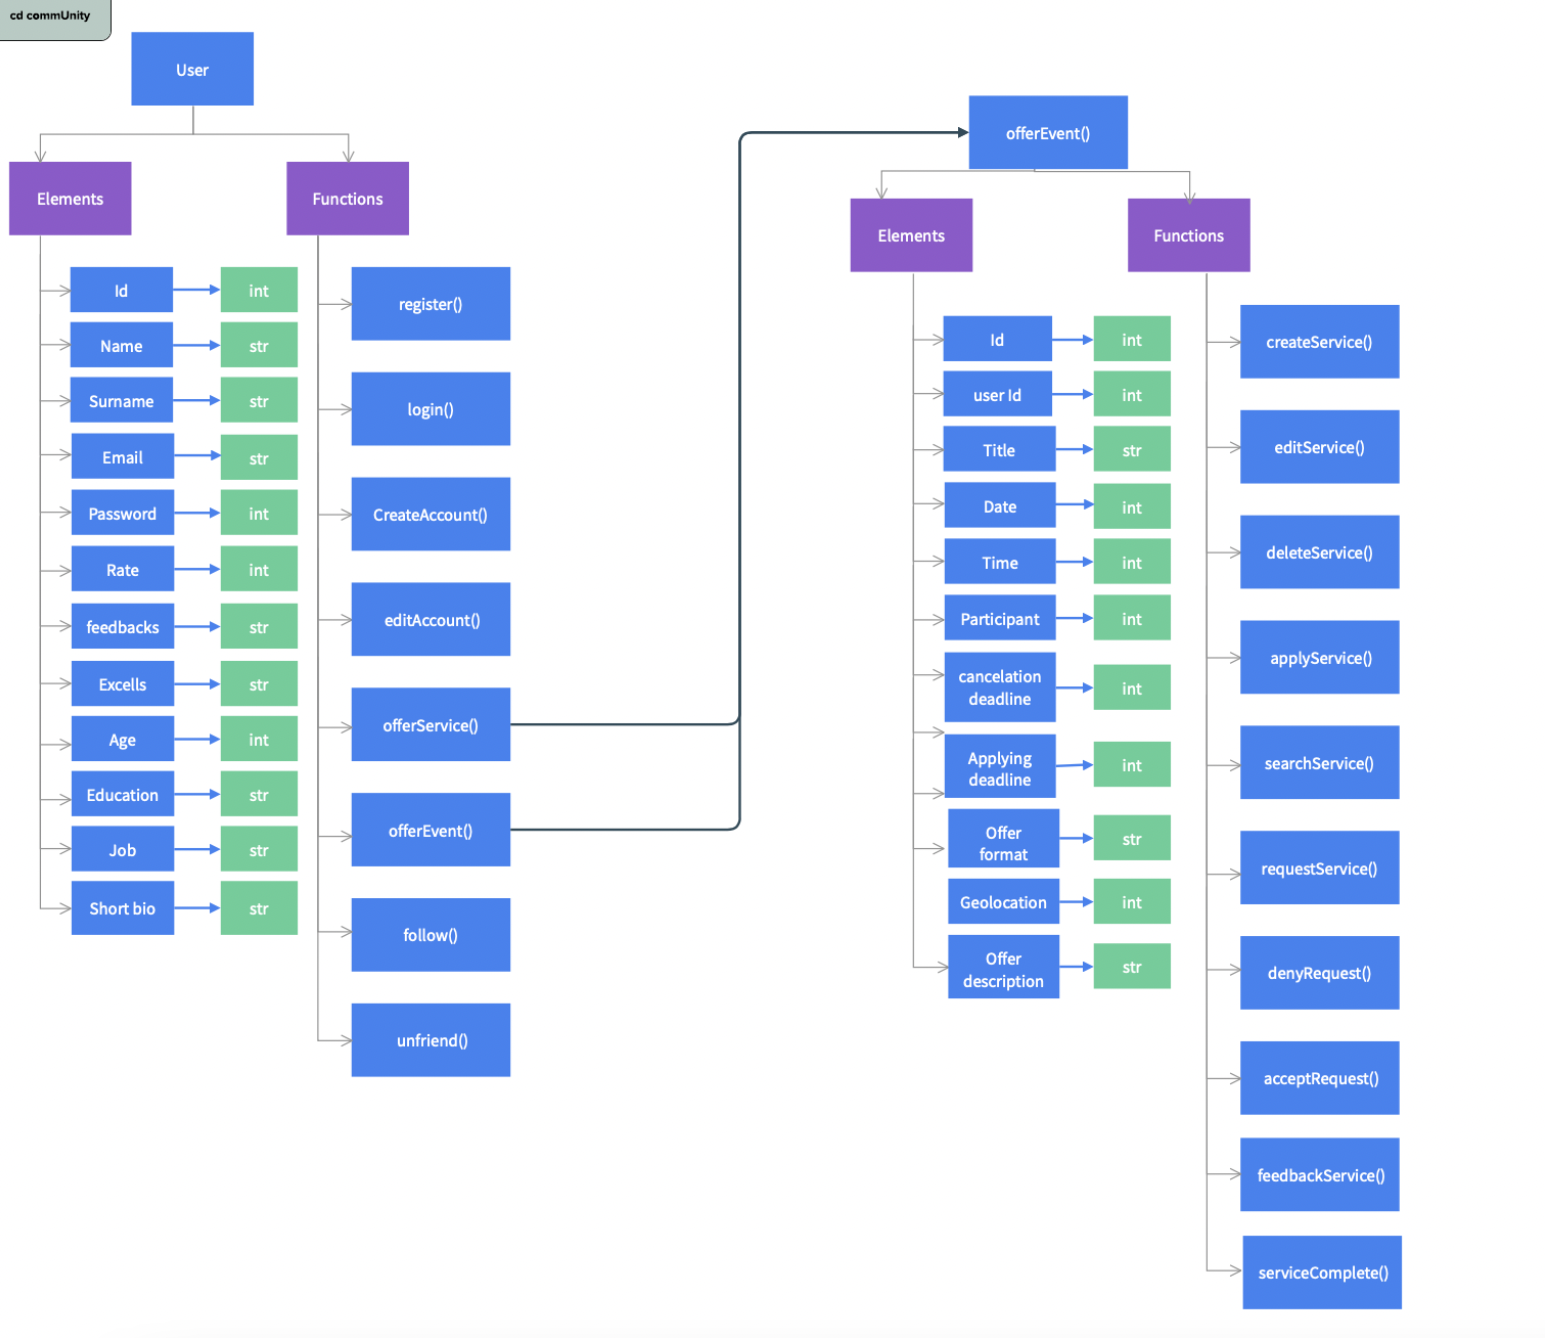 cd commUnity
User
Elements
Functions
Id
int
Name
str
Surname
str
Email
str
Password
int
Rate
int
feedbacks
str
Excells
str
Age
int
Education
str
Job
str
Short bio
str
register()
login()
CreateAccount()
editAccount()
offerService()
offerEvent()
follow()
unfriend()
offerEvent()
Elements
Functions
Id
int
user Id
int
Title
str
Date
int
Time
int
Participant
int
cancelation
deadline
int
Applying
deadline
int
Offer
format
str
Geolocation
int
Offer
description
str
createService()
editService()
deleteService()
applyService()
searchService()
requestService()
denyRequest()
acceptRequest()
feedbackService()
serviceComplete()